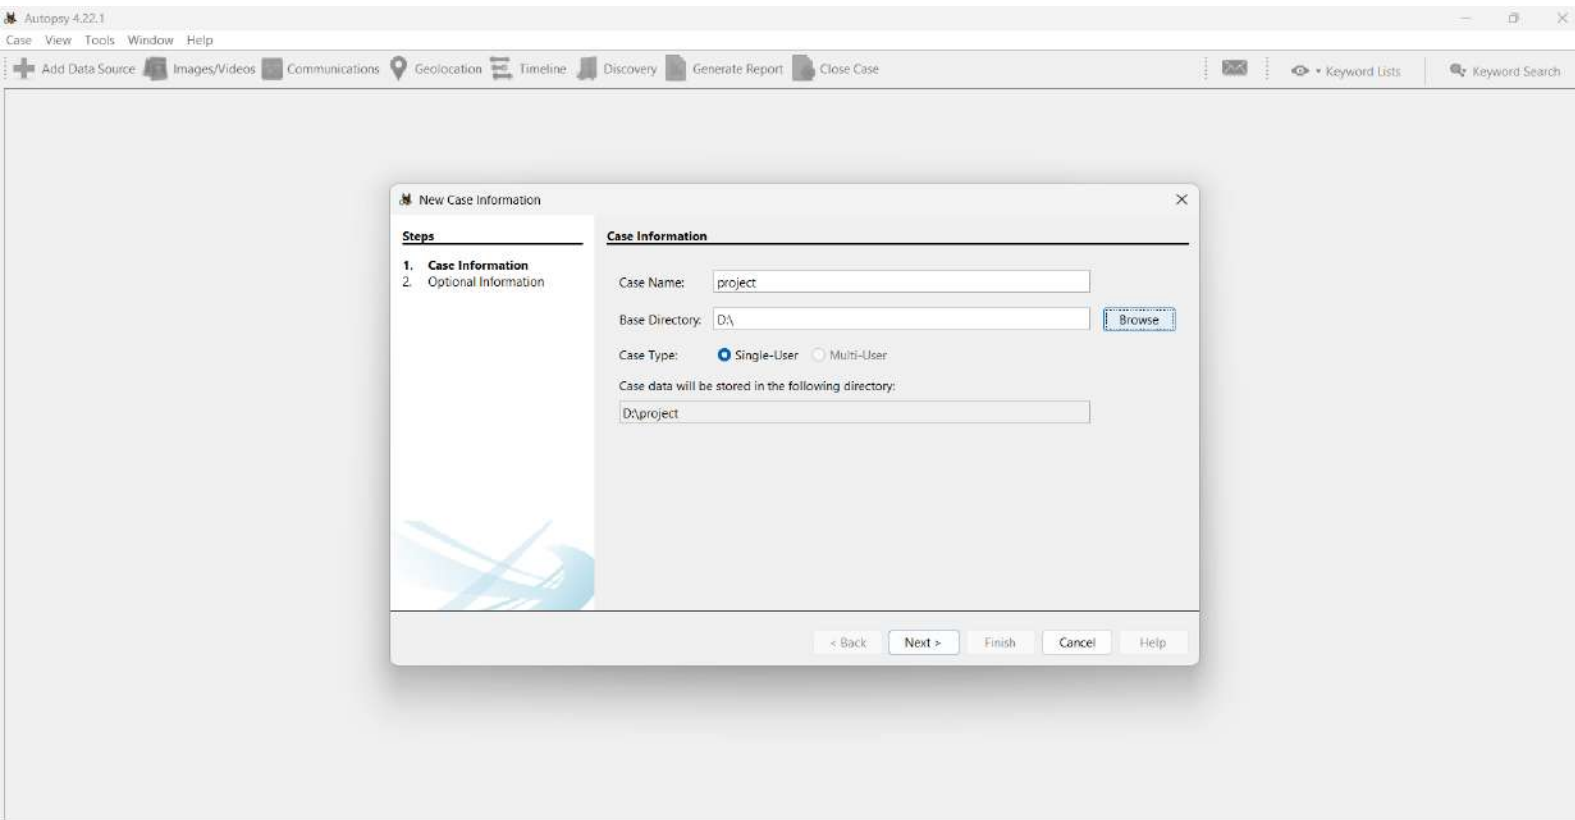 Autopsy 4.22.1
Case View Tools Window Help
Add Data Source Images/Videos Communications Geolocation Timeline Discovery Generate Report Close Case Keyword Lists Keyword Search
New Case Information
Steps
1. Case Information
2. Optional Information
Case Information
Case Name: project
Base Directory: D:\ Browse
Case Type: Single-User Multi-User
Case data will be stored in the following directory:
D:\project
< Back Next > Finish Cancel Help